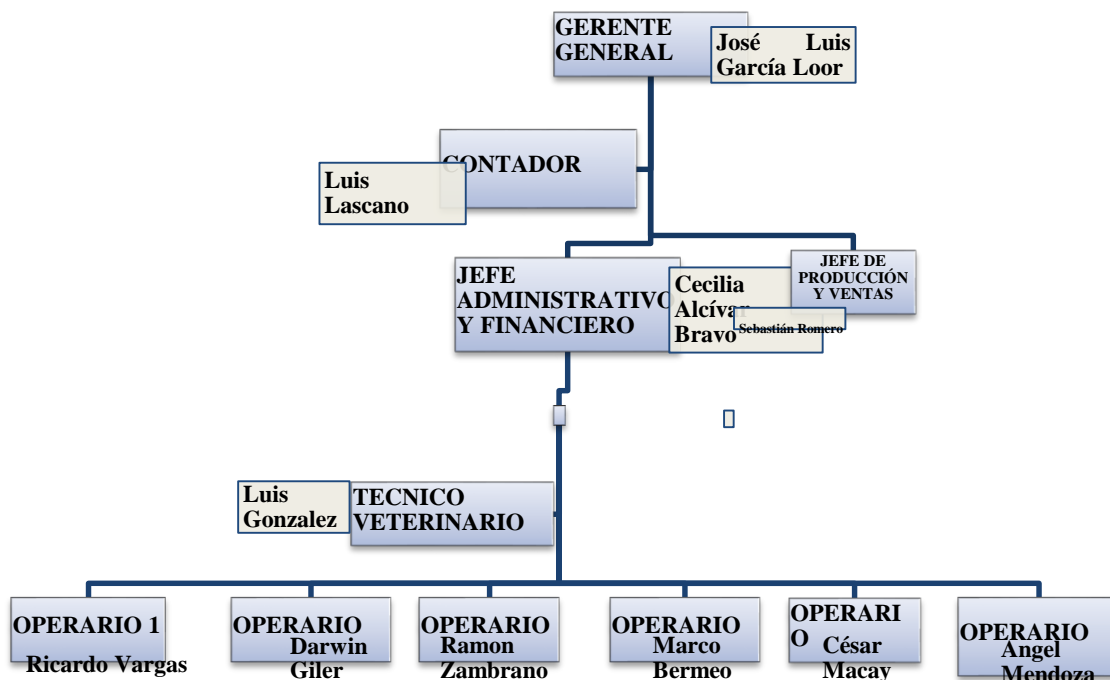 GERENTE
GENERAL
José Luis
García Loor
CONTADOR
Luis
Lascano
JEFE
ADMINISTRATIVO
Y FINANCIERO
Cecilia
Alcívar
Bravo
JEFE DE
PRODUCCIÓN
Y VENTAS
Sebastián Romero
Luis
Gonzalez
TECNICO
VETERINARIO
OPERARIO 1
Ricardo Vargas
OPERARIO
Darwin
Giler
OPERARIO
Ramon
Zambrano
OPERARIO
Marco
Bermeo
OPERARI
O
César
Macay
OPERARIO
Angel
Mendoza